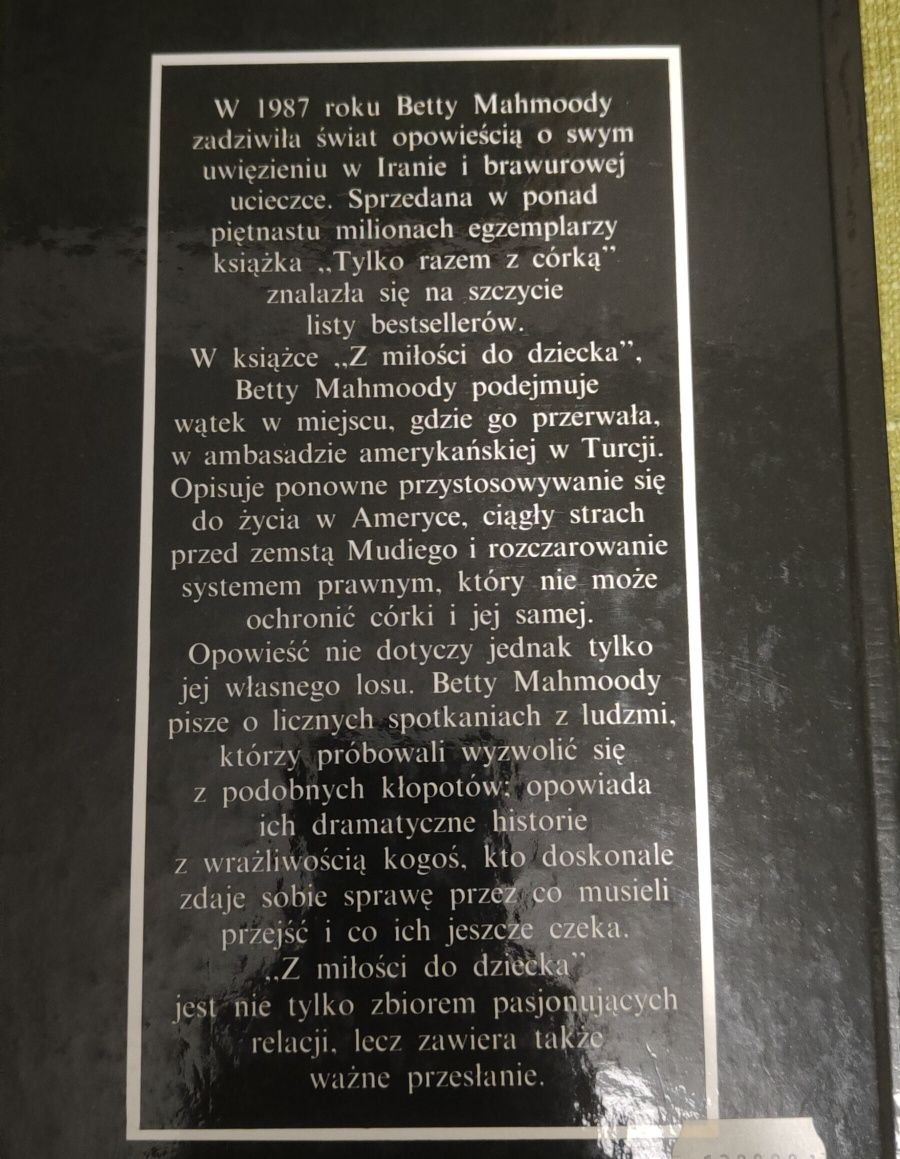 W 1987 roku Betty Mahmoody
zadziwiła świat opowieścią o swym
uwięzieniu w Iranie i brawurowej
ucieczce. Sprzedana w ponad
piętnastu milionach egzemplarzy
książka „Tylko razem z córką”
znalazła się na szczycie
listy bestsellerów.
W książce „Z miłości do dziecka”,
Betty Mahmoody podejmuje
wątek w miejscu, gdzie go przerwała,
w ambasadzie amerykańskiej w Turcji.
Opisuje ponowne przystosowywanie się
do życia w Ameryce, ciągły strach
przed zemstą Mudiego i rozczarowanie
systemem prawnym, który nie może
ochronić córki i jej samej.
Opowieść nie dotyczy jednak tylko
jej własnego losu. Betty Mahmoody
pisze o licznych spotkaniach z ludzmi,
którzy próbowali wyzwolić się
z podobnych kłopotów; opowiada
ich dramatyczne historie
z wrażliwością kogoś, kto doskonale
zdaje sobie sprawę przez co musieli
przejść i co ich jeszcze czeka.
„Z miłości do dziecka”
jest nie tylko zbiorem pasjonujących
relacji, lecz zawiera także
ważne przesłanie.